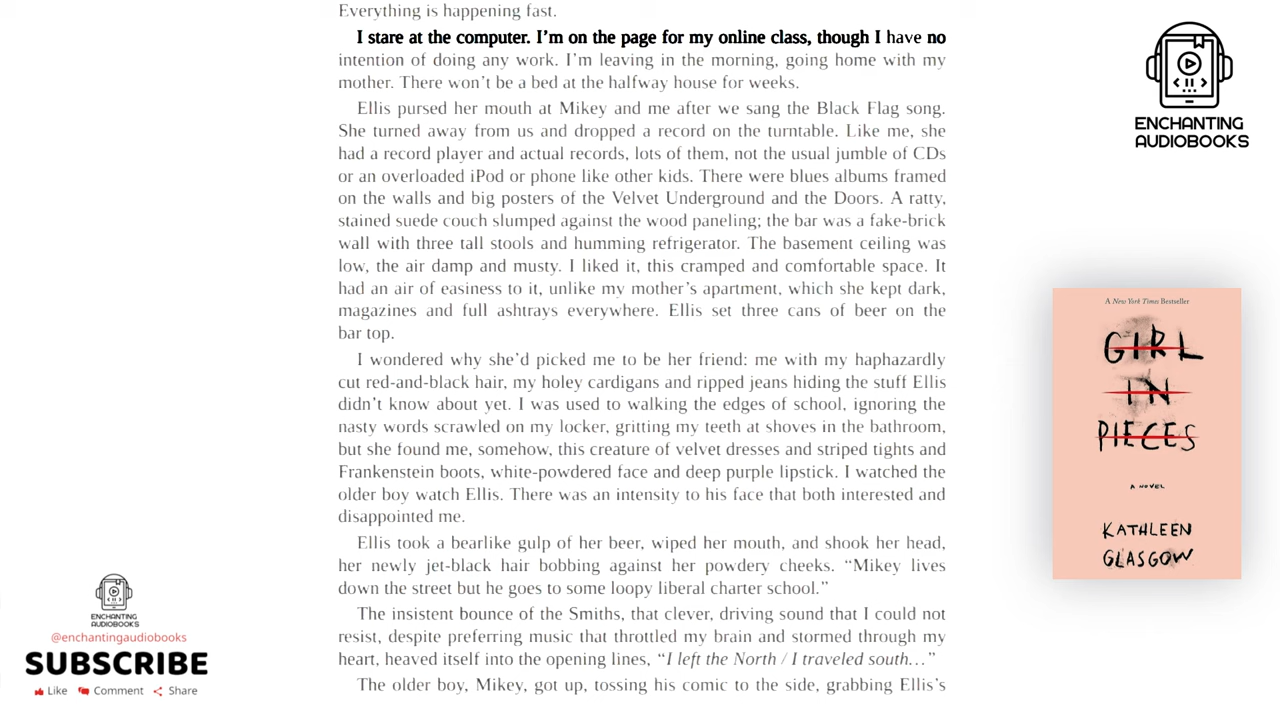 Everything is happening fast.
I stare at the computer. I’m on the page for my online class, though I have no
intention of doing any work. I’m leaving in the morning, going home with my
mother. There won’t be a bed at the halfway house for weeks.
Ellis pursed her mouth at Mikey and me after we sang the Black Flag song.
She turned away from us and dropped a record on the turntable. Like me, she
had a record player and actual records, lots of them, not the usual jumble of CDs
or an overloaded iPod or phone like other kids. There were blues albums framed
on the walls and big posters of the Velvet Underground and the Doors. A ratty,
stained suede couch slumped against the wood paneling; the bar was a fake-brick
wall with three tall stools and humming refrigerator. The basement ceiling was
low, the air damp and musty. I liked it, this cramped and comfortable space. It
had an air of easiness to it, unlike my mother’s apartment, which she kept dark,
magazines and full ashtrays everywhere. Ellis set three cans of beer on the
bar top.
I wondered why she’d picked me to be her friend: me with my haphazardly
cut red-and-black hair, my holey cardigans and ripped jeans hiding the stuff Ellis
didn’t know about yet. I was used to walking the edges of school, ignoring the
nasty words scrawled on my locker, gritting my teeth at shoves in the bathroom,
but she found me, somehow, this creature of velvet dresses and striped tights and
Frankenstein boots, white-powdered face and deep purple lipstick. I watched the
older boy watch Ellis. There was an intensity to his face that both interested and
disappointed me.
Ellis took a bearlike gulp of her beer, wiped her mouth, and shook her head,
her newly jet-black hair bobbing against her powdery cheeks. “Mikey lives
down the street but he goes to some loopy liberal charter school.”
The insistent bounce of the Smiths, that clever, driving sound that I could not
resist, despite preferring music that throttled my brain and stormed through my
heart, heaved itself into the opening lines, “I left the North / I traveled south…”
The older boy, Mikey, got up, tossing his comic to the side, grabbing Ellis’s
ENCHANTING
AUDIOBOOKS
A New York Times Bestseller
GIRL
IN
PIECES
A NOVEL
KATHLEEN
GLASGOW
ENCHANTING
AUDIOBOOKS
@enchantingaudiobooks
SUBSCRIBE
Like Comment Share